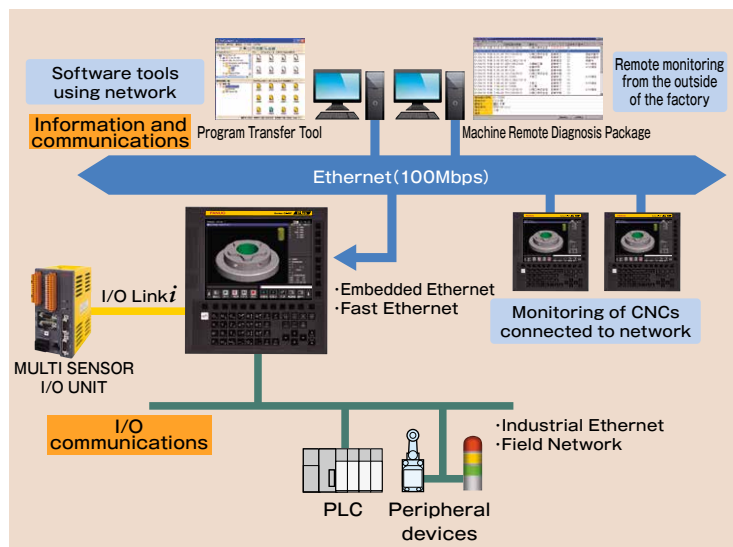 Software tools
using network
Program Transfer Tool
Machine Remote Diagnosis Package
Remote monitoring
from the outside
of the factory
Information and
communications
Ethernet(100Mbps)
FANUC
I/O Link i
·Embedded Ethernet
·Fast Ethernet
Monitoring of CNCs
connected to network
MULTI SENSOR
I/O UNIT
I/O
communications
·Industrial Ethernet
·Field Network
PLC
Peripheral
devices